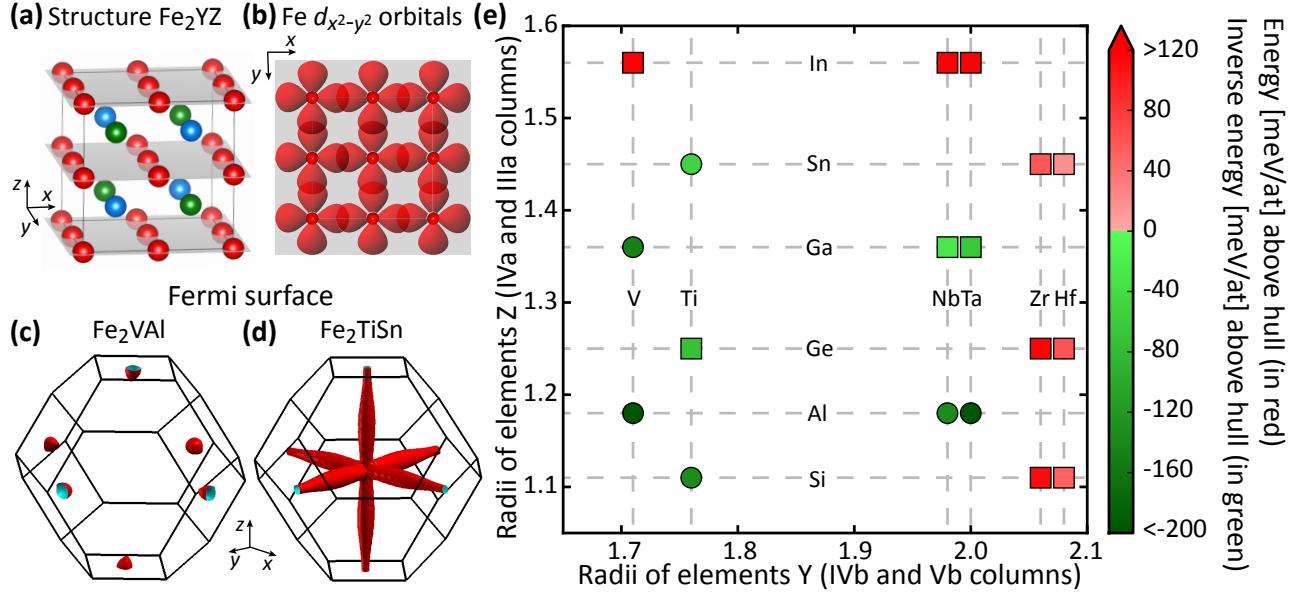 (a) Structure Fe₂YZ
(b) Fe dₓ²₋ᵧ² orbitals
z
x
y
x
y
Fermi surface
(c) Fe₂VAl
(d) Fe₂TiSn
z
y
x
(e)
Radii of elements Z (IVa and IIIa columns)
1.6
1.5
1.4
1.3
1.2
1.1
In
Sn
Ga
V
Ti
Nb
Ta
Zr
Hf
Ge
Al
Si
1.7
1.8
1.9
2.0
2.1
Radii of elements Y (IVb and Vb columns)
>120
80
40
0
-40
-80
-120
-160
<-200
Energy [meV/at] above hull (in red)
Inverse energy [meV/at] above hull (in green)